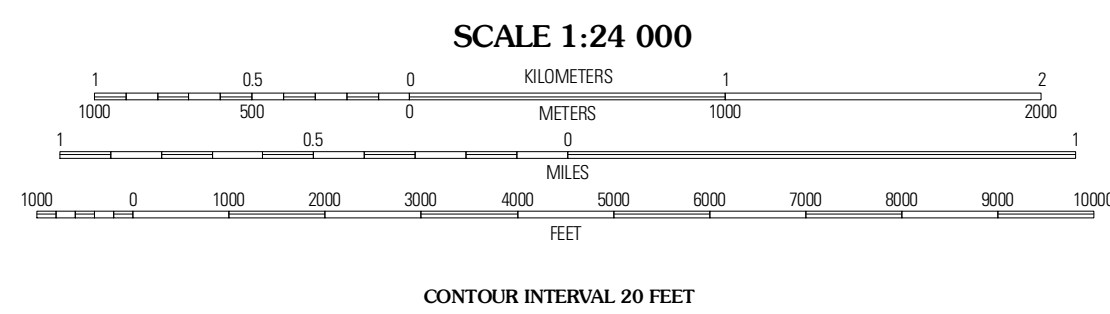 SCALE 1:24 000
KILOMETERS
1 0.5 0 1 2
1000 500 0 METERS 1000 2000
1 0.5 0 1
MILES
1000 0 1000 2000 3000 4000 5000 6000 7000 8000 9000 10000
FEET
CONTOUR INTERVAL 20 FEET